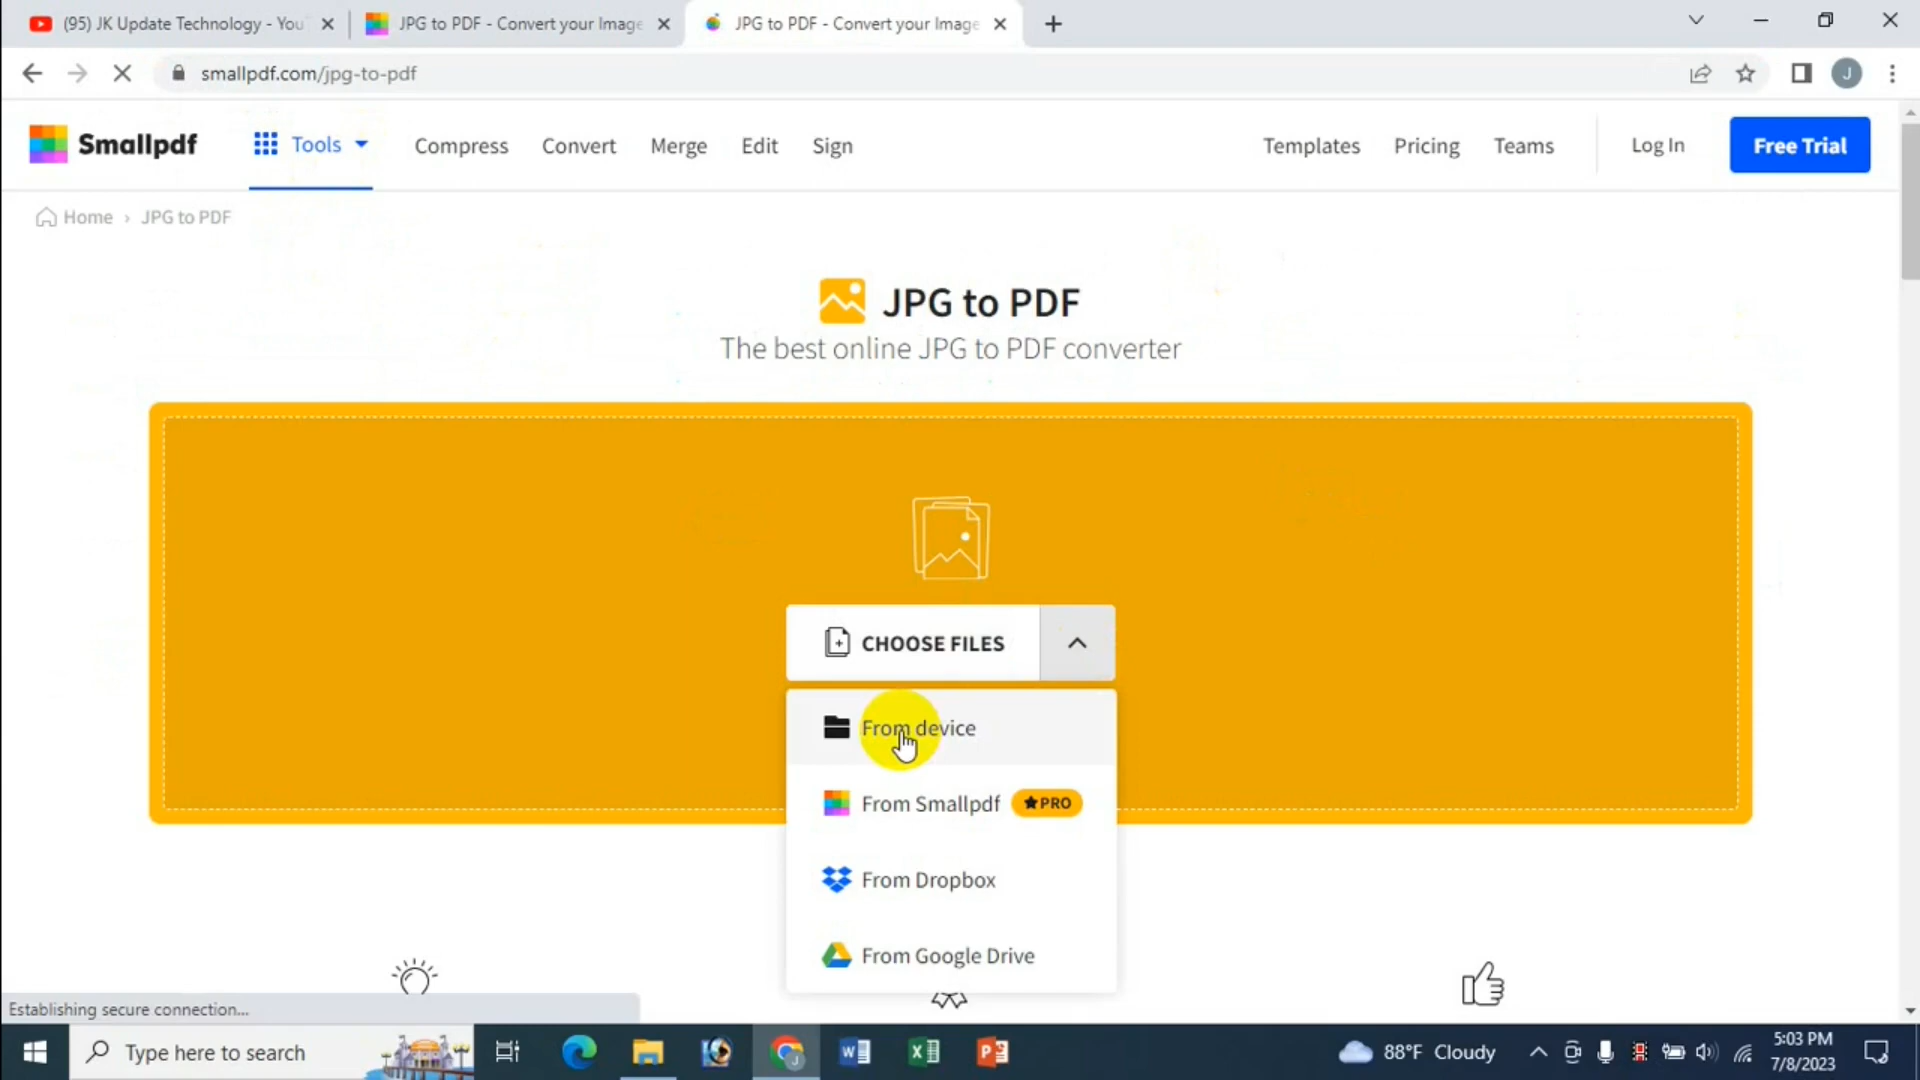 (95) JK Update Technology - You
JPG to PDF - Convert your Image
JPG to PDF - Convert your Image
smallpdf.com/jpg-to-pdf
J
Smallpdf
Tools
Compress
Convert
Merge
Edit
Sign
Templates
Pricing
Teams
Log In
Free Trial
Home › JPG to PDF
JPG to PDF
The best online JPG to PDF converter
CHOOSE FILES
From device
From Smallpdf
PRO
From Dropbox
From Google Drive
Establishing secure connection...
Type here to search
88°F Cloudy
5:03 PM
7/8/2023